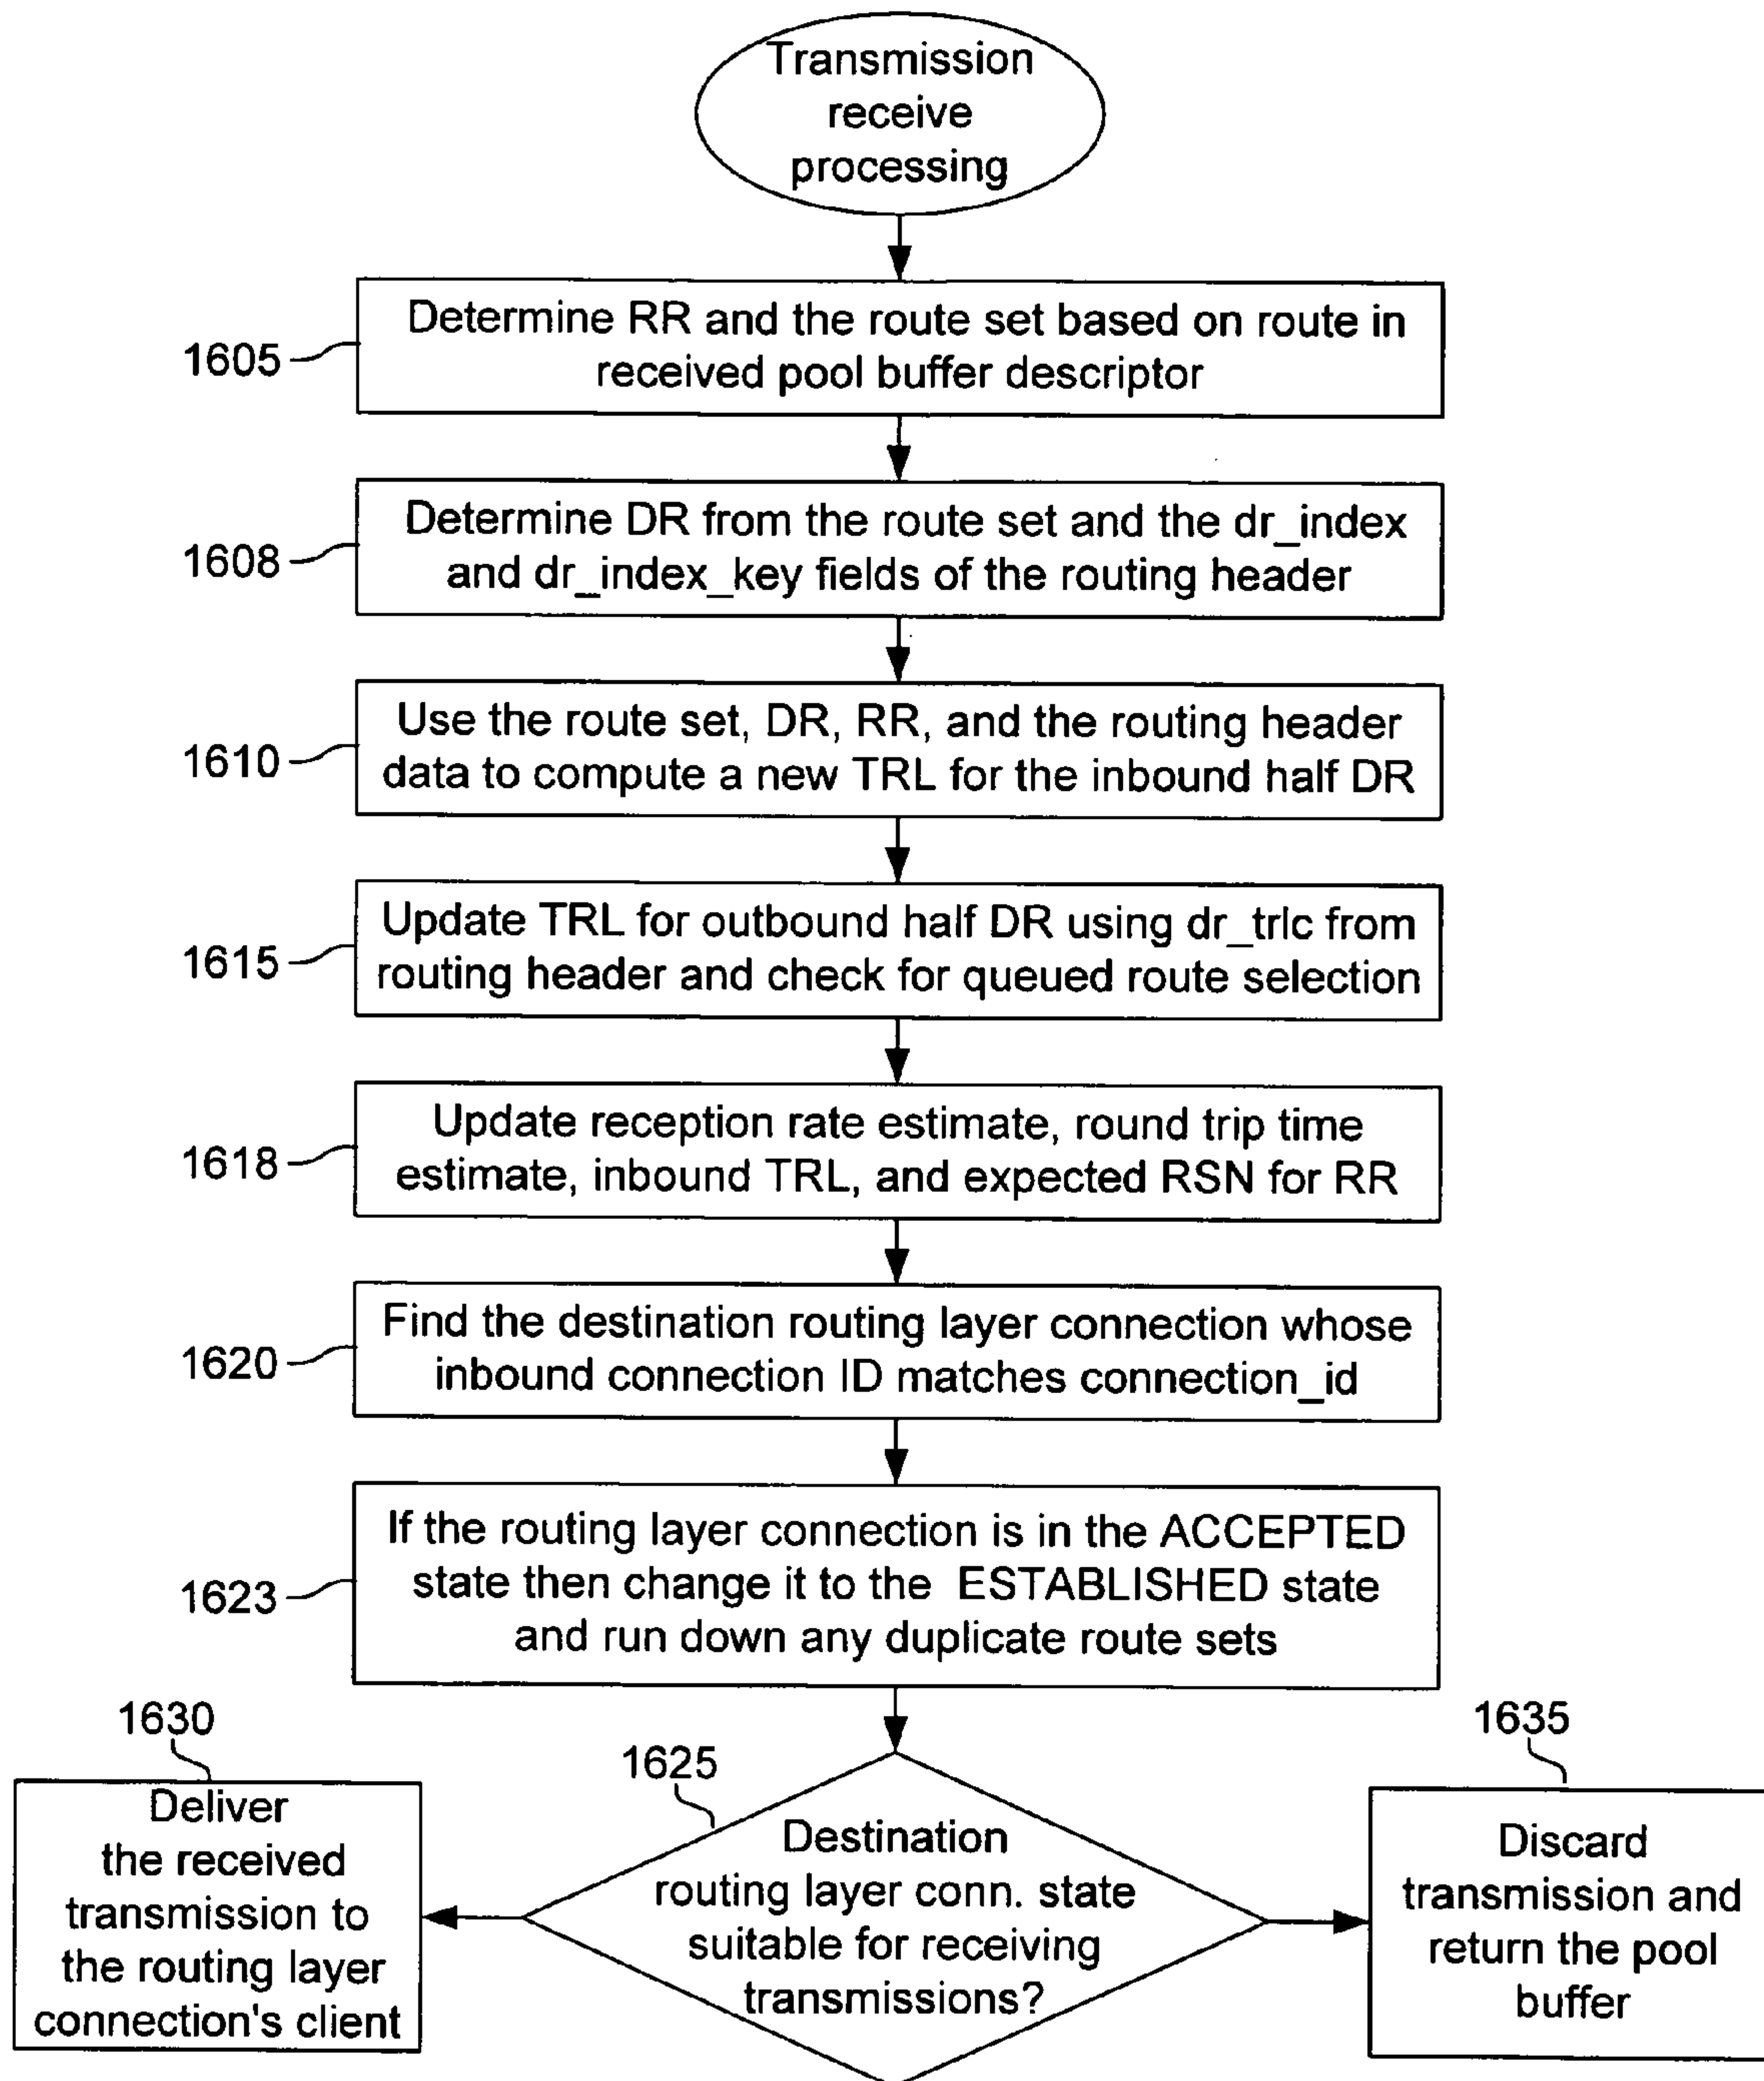 Transmission
receive
processing
1605
Determine RR and the route set based on route in
received pool buffer descriptor
1608
Determine DR from the route set and the dr_index
and dr_index_key fields of the routing header
1610
Use the route set, DR, RR, and the routing header
data to compute a new TRL for the inbound half DR
1615
Update TRL for outbound half DR using dr_trlc from
routing header and check for queued route selection
1618
Update reception rate estimate, round trip time
estimate, inbound TRL, and expected RSN for RR
1620
Find the destination routing layer connection whose
inbound connection ID matches connection_id
1623
If the routing layer connection is in the ACCEPTED
state then change it to the ESTABLISHED state
and run down any duplicate route sets
1630
Deliver
the received
transmission to
the routing layer
connection's client
1625
Destination
routing layer conn. state
suitable for receiving
transmissions?
1635
Discard
transmission and
return the pool
buffer